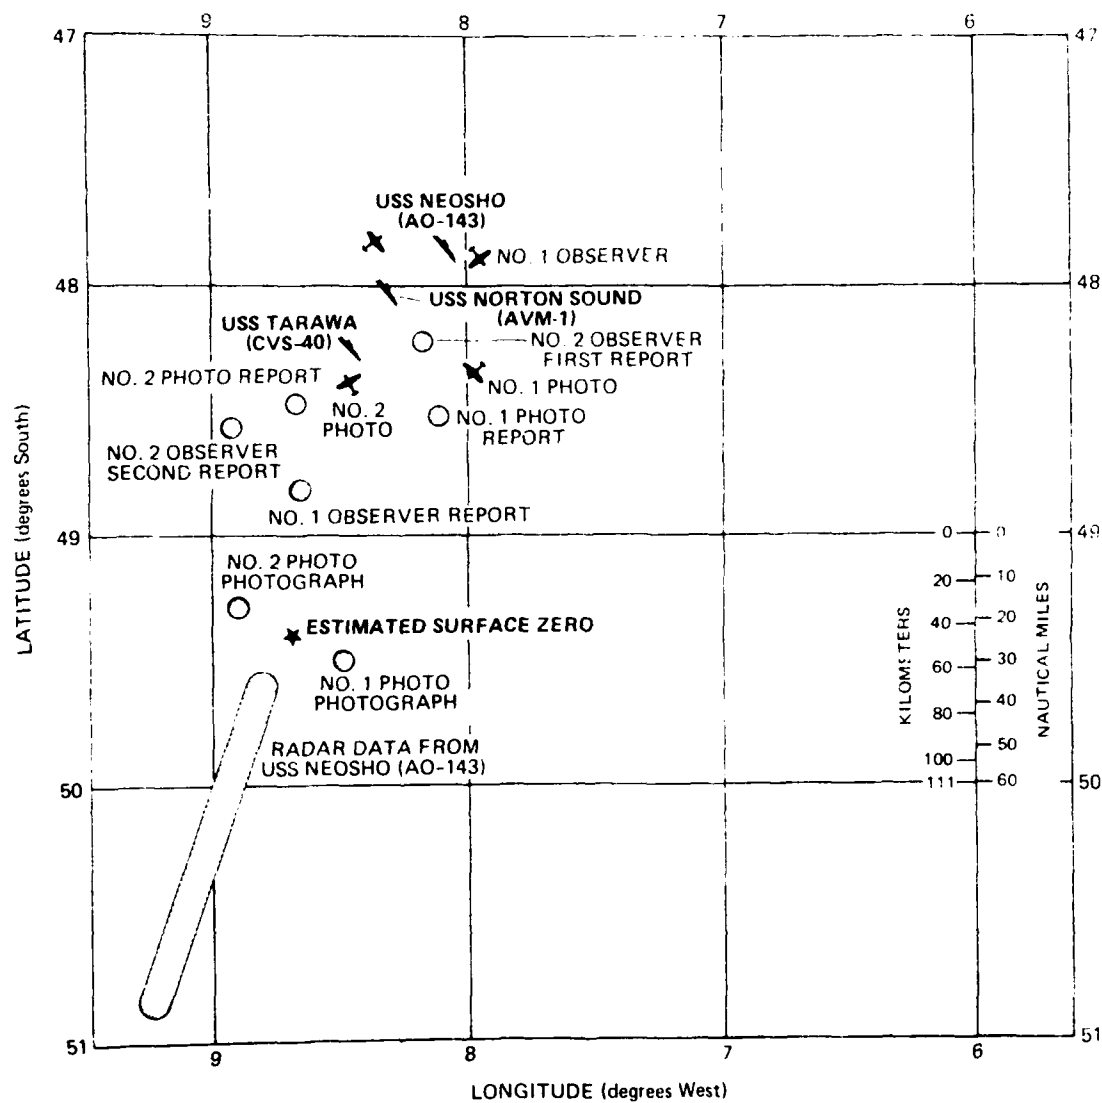 9 8 7 6
47 47
USS NEOSHO
(AO-143)
NO. 1 OBSERVER
48 48
USS NORTON SOUND
(AVM-1)
USS TARAWA
(CVS-40)
NO. 2 OBSERVER
FIRST REPORT
NO. 2 PHOTO REPORT
NO. 1 PHOTO
NO. 2
PHOTO
NO. 1 PHOTO
REPORT
NO. 2 OBSERVER
SECOND REPORT
NO. 1 OBSERVER REPORT
49 49
0 0
10
20
20
40
30
60
40
80
50
100
111 60
KILOMETERS
NAUTICAL MILES
LATITUDE (degrees South)
NO. 2 PHOTO
PHOTOGRAPH
ESTIMATED SURFACE ZERO
NO. 1 PHOTO
PHOTOGRAPH
RADAR DATA FROM
USS NEOSHO (AO-143)
50 50
51 51
9 8 7 6
LONGITUDE (degrees West)